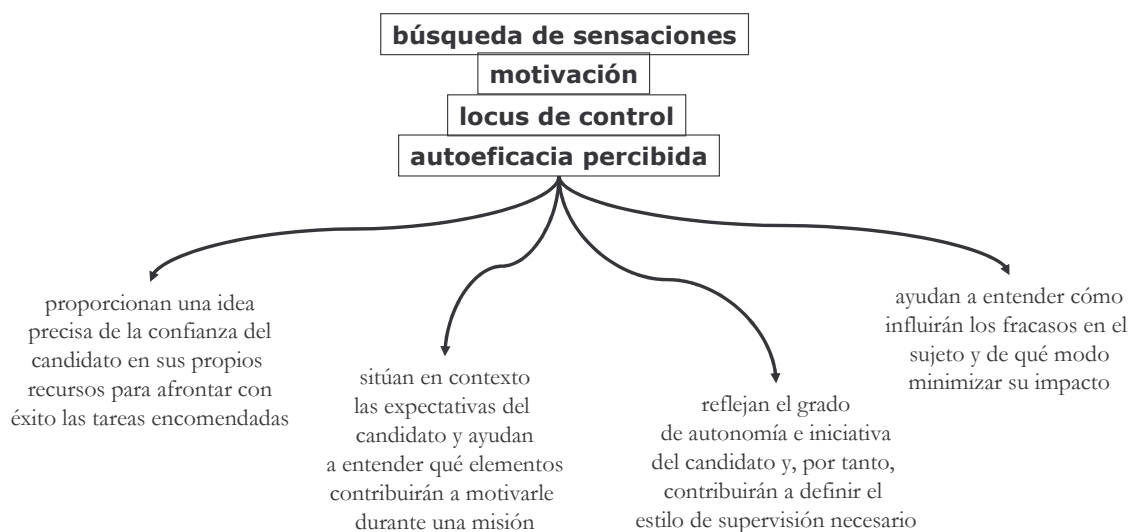 búsqueda de sensaciones
motivación
locus de control
autoeficacia percibida
proporcionan una idea
precisa de la confianza del
candidato en sus propios
recursos para afrontar con
éxito las tareas encomendadas
sitúan en contexto
las expectativas del
candidato y ayudan
a entender qué elementos
contribuirán a motivarle
durante una misión
reflejan el grado
de autonomía e iniciativa
del candidato y, por tanto,
contribuirán a definir el
estilo de supervisión necesario
ayudan a entender cómo
influirán los fracasos en el
sujeto y de qué modo
minimizar su impacto